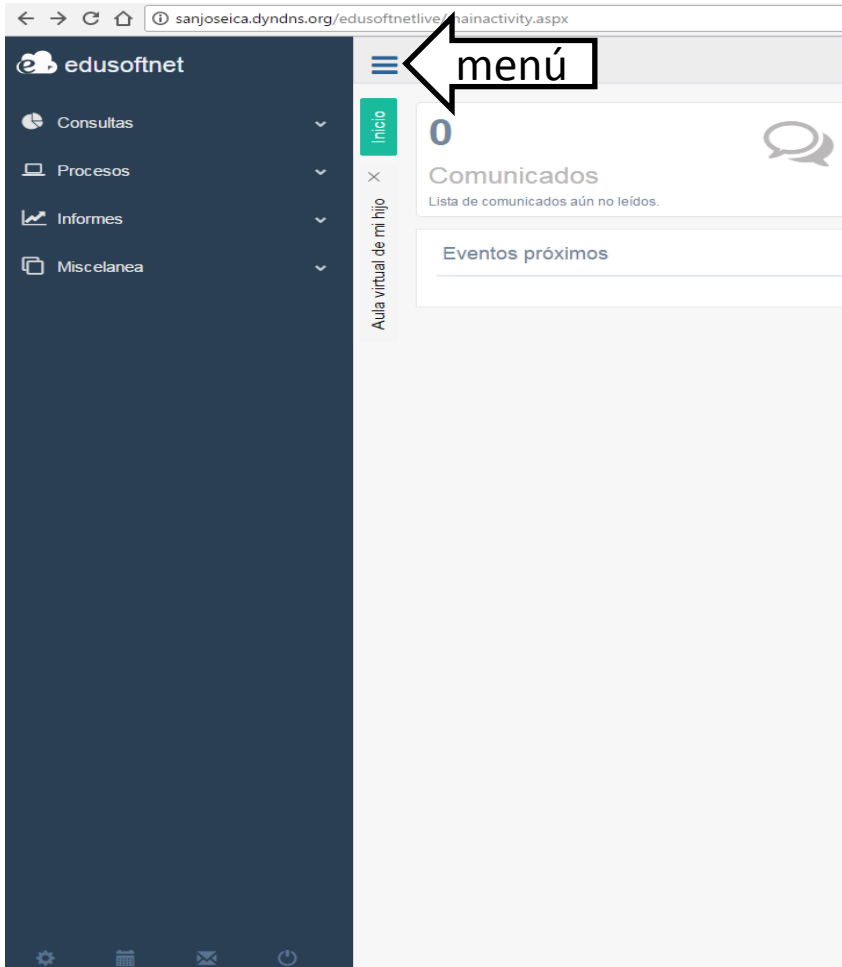 sanjoseica.dyndns.org/edusoftnetlive/mainactivity.aspx
edusoftnet
menú
Consultas
Procesos
Informes
Miscelanea
Inicio
Aula virtual de mi hijo
0
Comunicados
Lista de comunicados aún no leídos.
Eventos próximos